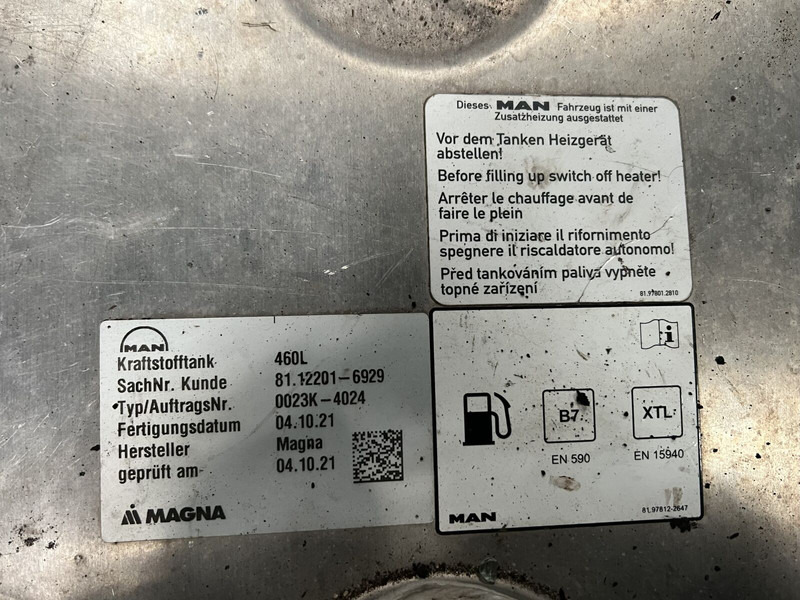 Dieses MAN Fahrzeug ist mit einer
Zusatzheizung ausgestattet
Vor dem Tanken Heizgerät
abstellen!
Before filling up switch off heater!
Arrêter le chauffage avant de
faire le plein
Prima di iniziare il rifornimento
spegnere il riscaldatore autonomo!
Před tankováním paliva vypněte
topné zařízení
81.97801.2810
MAN
Kraftstofftank 460L
SachNr. Kunde 81.12201-6929
Typ/AuftragsNr. 0023K-4024
Fertigungsdatum 04.10.21
Hersteller Magna
geprüft am 04.10.21
MAGNA
i
B7 XTL
EN 590 EN 15940
MAN 81.97812-2647